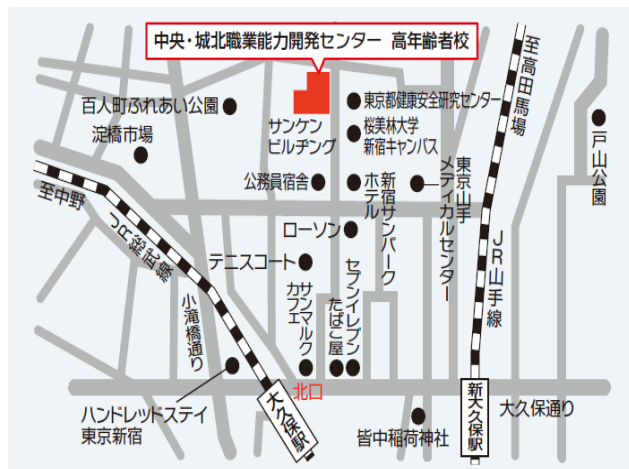 中央・城北職業能力開発センター 高年齢者校
至高田馬場
百人町ふれあい公園
淀橋市場
サンケン
ビルヂング
東京都健康安全研究センター
桜美林大学
新宿キャンパス
戸山公園
至中野
JR総武線
公務員宿舎
新宿サンパーク
ホテル
東京山手
メディカルセンター
ローソン
JR山手線
テニスコート
小滝橋通り
サンマルク
カフェ
たばこ屋
セブンイレブン
北口
大久保駅
新大久保駅
大久保通り
ハンドレッドステイ
東京新宿
皆中稲荷神社